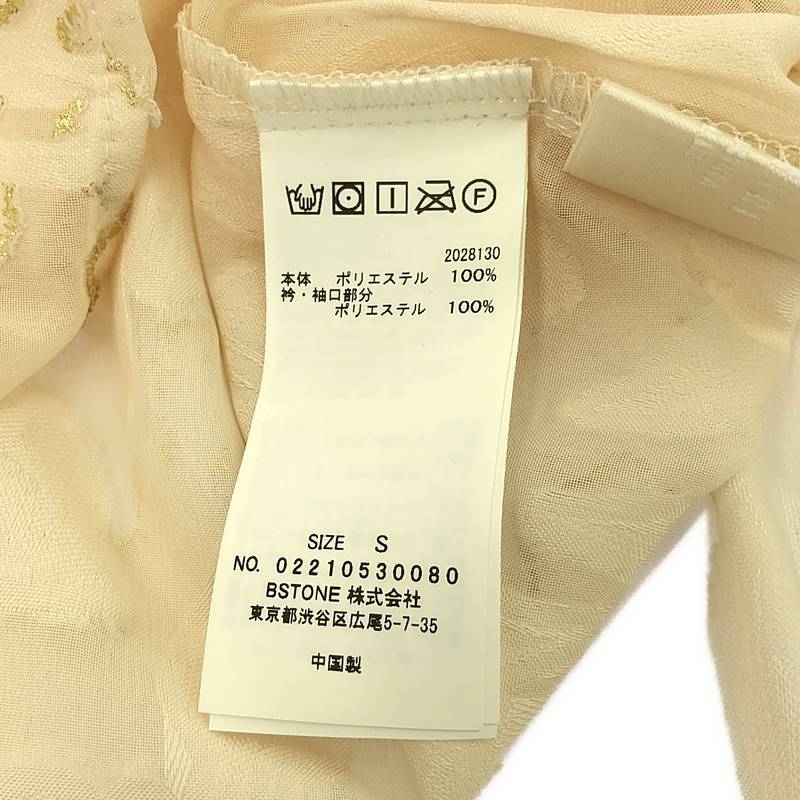 F
2028130
本体 ポリエステル 100%
衿・袖口部分
ポリエステル 100%
SIZE S
NO. 02210530080
BSTONE 株式会社
東京都渋谷区広尾5-7-35
中国製